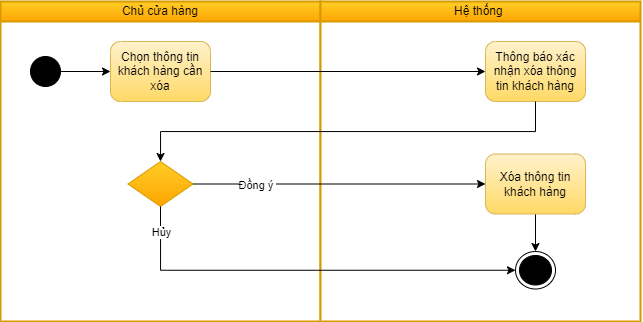 Chủ cửa hàng
Hệ thống
Chọn thông tin
khách hàng cần
xóa
Thông báo xác
nhận xóa thông
tin khách hàng
Đồng ý
Xóa thông tin
khách hàng
Hủy